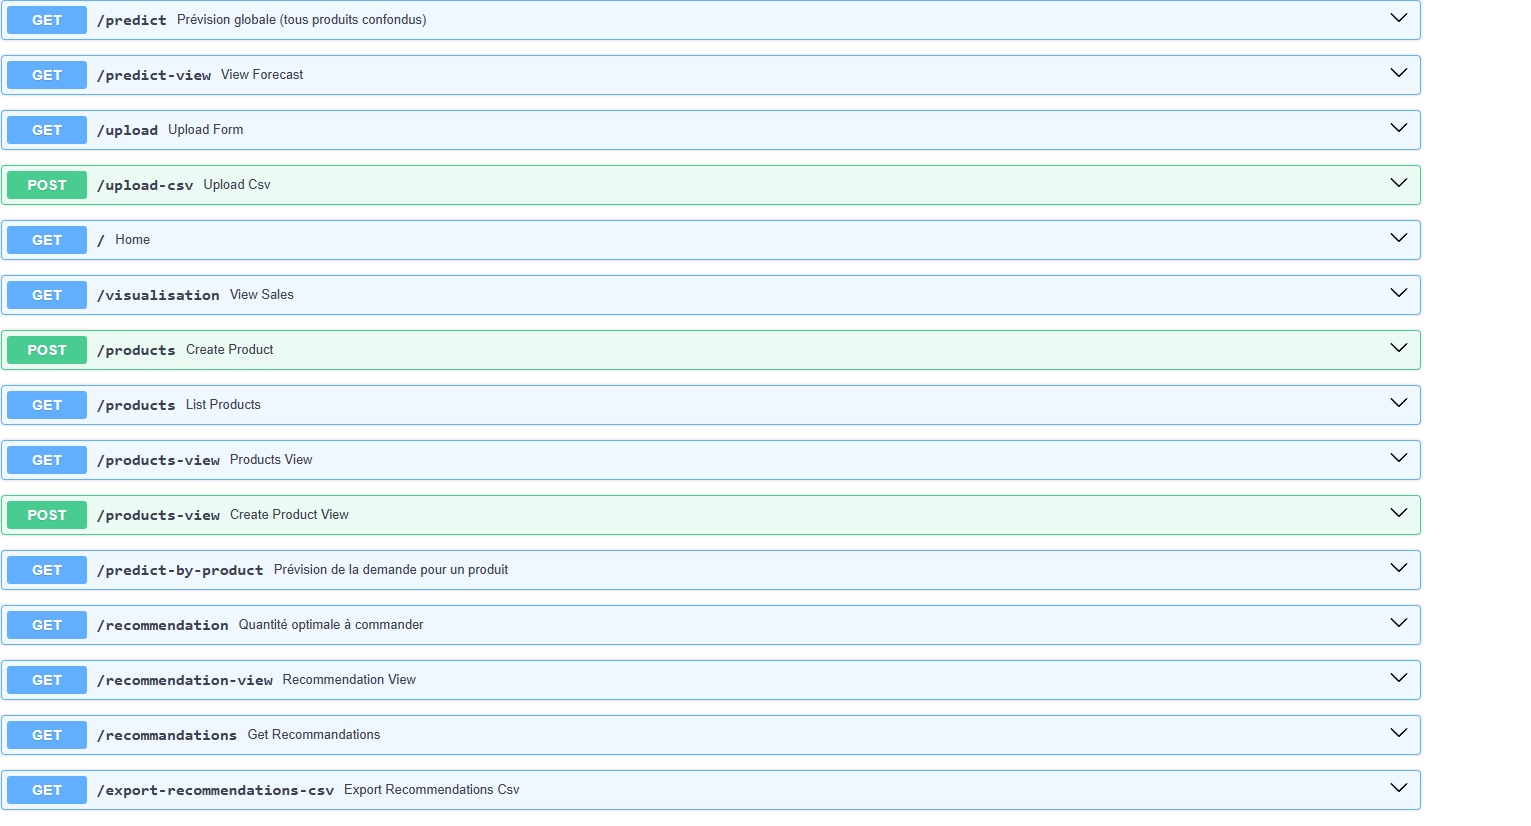 GET /predict Prévision globale (tous produits confondus)
GET /predict-view View Forecast
GET /upload Upload Form
POST /upload-csv Upload Csv
GET / Home
GET /visualisation View Sales
POST /products Create Product
GET /products List Products
GET /products-view Products View
POST /products-view Create Product View
GET /predict-by-product Prévision de la demande pour un produit
GET /recommendation Quantité optimale à commander
GET /recommendation-view Recommendation View
GET /recommandations Get Recommandations
GET /export-recommendations-csv Export Recommendations Csv